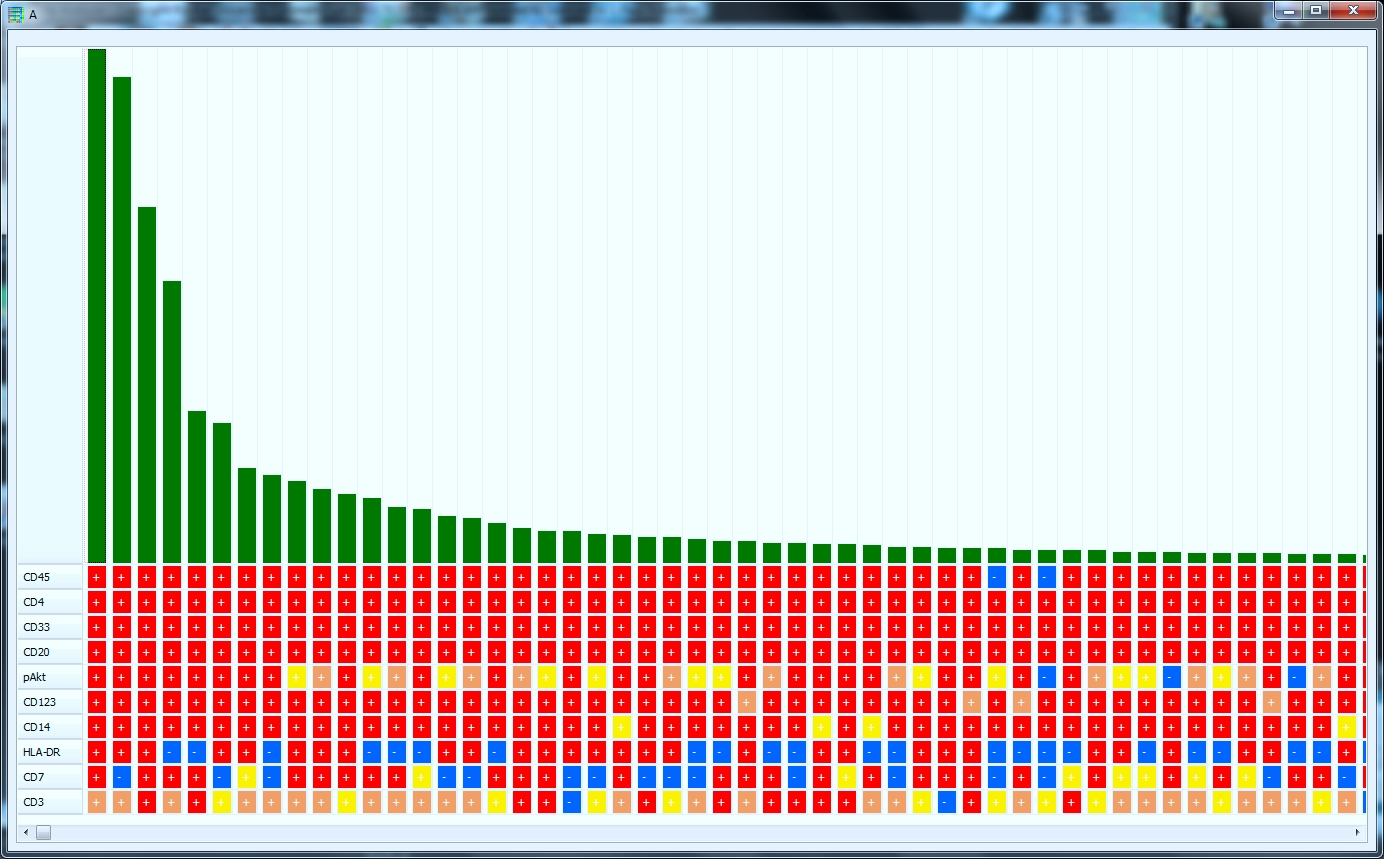 A
CD45 + + + + + + + + + + + + + + + + + + + + + + + + + + + + + + + + + + + + - + - + + + + + + + + + + + +
CD4 + + + + + + + + + + + + + + + + + + + + + + + + + + + + + + + + + + + + + + + + + + + + + + + + + + +
CD33 + + + + + + + + + + + + + + + + + + + + + + + + + + + + + + + + + + + + + + + + + + + + + + + + + + +
CD20 + + + + + + + + + + + + + + + + + + + + + + + + + + + + + + + + + + + + + + + + + + + + + + + + + + +
pAkt + + + + + + + + + + + + + + + + + + + + + + + + + + + + + + + + + + + + + + - + + + + - + + + + - + +
CD123 + + + + + + + + + + + + + + + + + + + + + + + + + + + + + + + + + + + + + + + + + + + + + + + + + + +
CD14 + + + + + + + + + + + + + + + + + + + + + + + + + + + + + + + + + + + + + + + + + + + + + + + + + + +
HLA-DR + + + - - + + - + + + - - - + + - + + + + + + + - - + - - + + - - + + + - - - - + + - + - - + + - - +
CD7 + - + + + - + - + + + + + + - - + + + - - + - - - + + + - + + + - + + + - + - + + + + + + + + - + + -
CD3 + + + + + + + + + + + + + + + + + + + - + + + + + + + + + + + + + + - + + + + + + + + + + + + + + + +